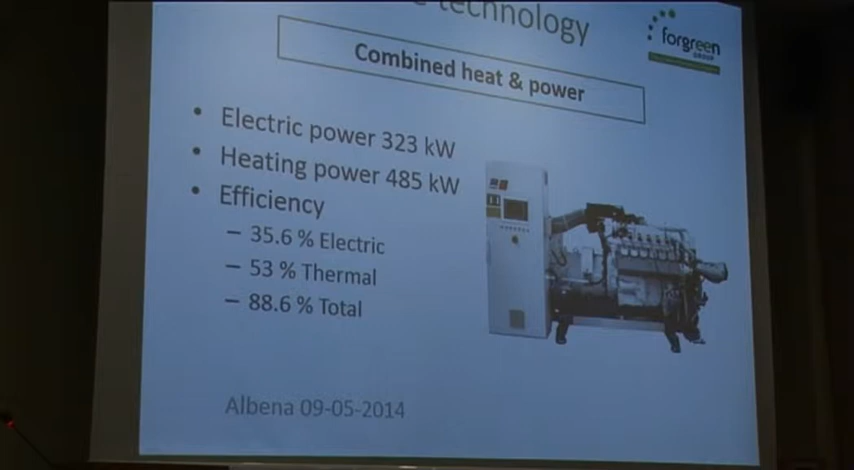 technology
forgreen
GROUP
Combined heat & power
• Electric power 323 kW
• Heating power 485 kW
• Efficiency
– 35.6 % Electric
– 53 % Thermal
– 88.6 % Total
Albena 09-05-2014